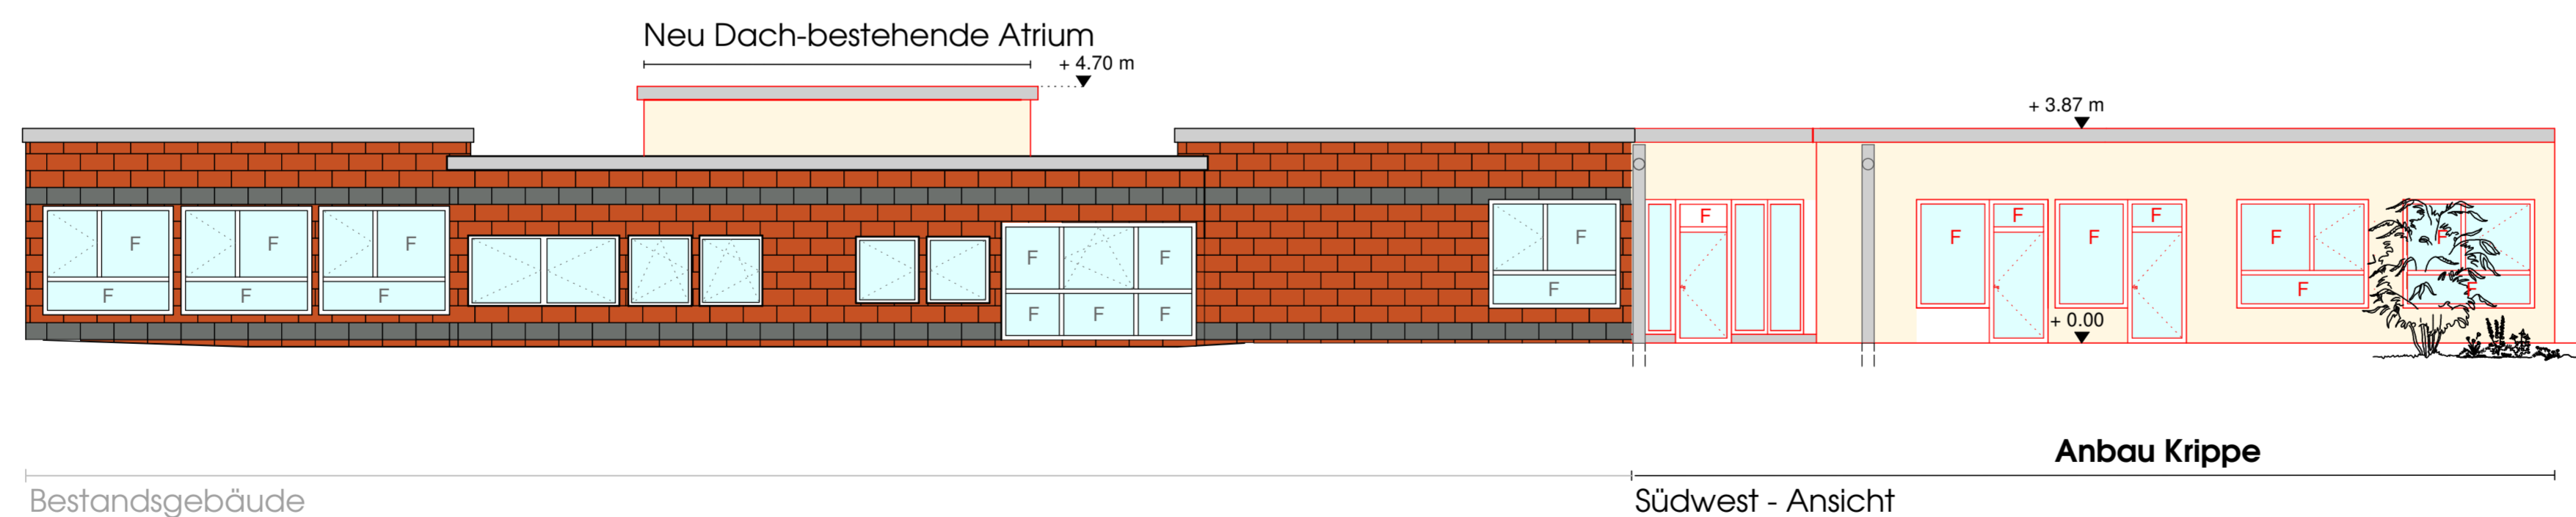 Neu Dach-bestehende Atrium
+ 4.70 m
+ 3.87 m
F F F F F F F F F F F
F F F F F F F F
F F F F F F
+ 0.00
Anbau Krippe
Bestandsgebäude
Südwest - Ansicht